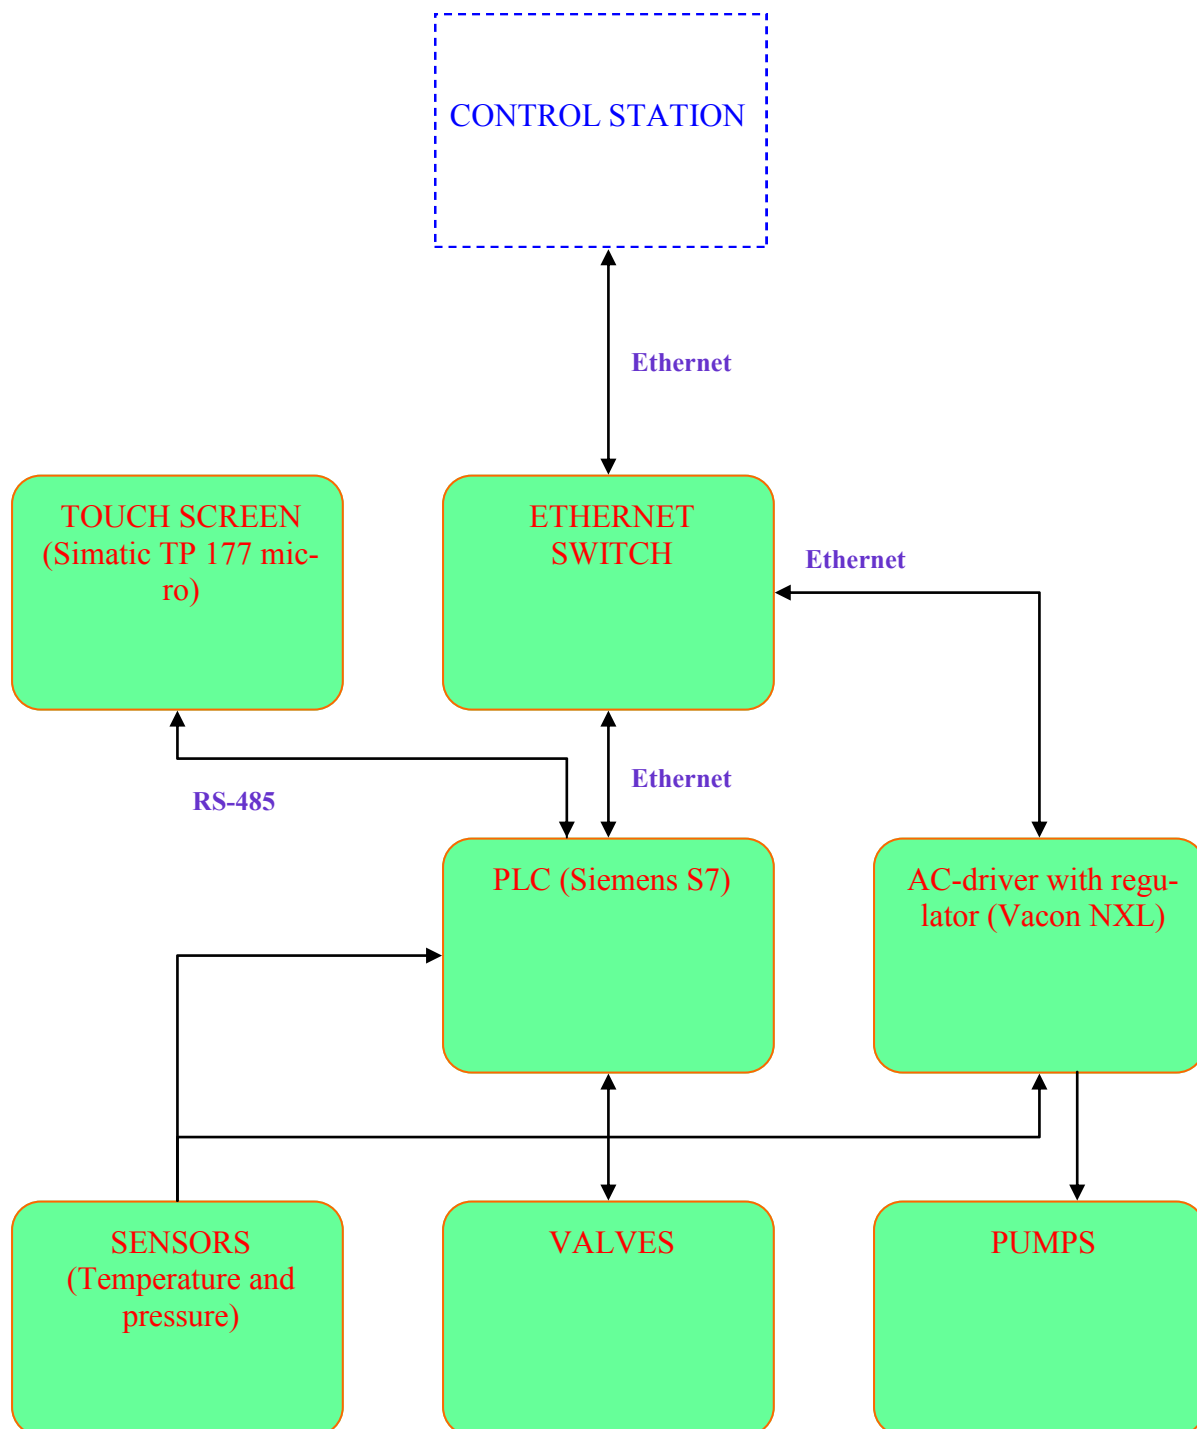 CONTROL STATION
Ethernet
TOUCH SCREEN
(Simatic TP 177 mic-
ro)
ETHERNET
SWITCH
Ethernet
RS-485
Ethernet
PLC (Siemens S7)
AC-driver with regu-
lator (Vacon NXL)
SENSORS
(Temperature and
pressure)
VALVES
PUMPS